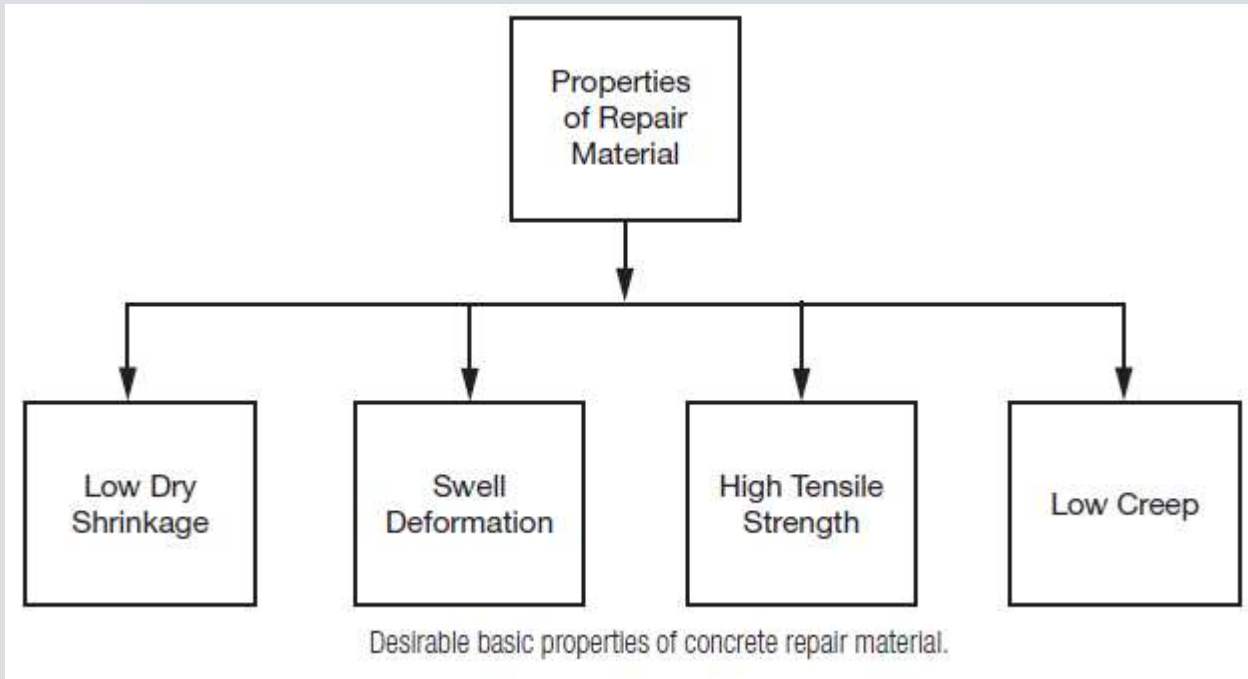 Properties
of Repair
Material
Low Dry
Shrinkage
Swell
Deformation
High Tensile
Strength
Low Creep
Desirable basic properties of concrete repair material.